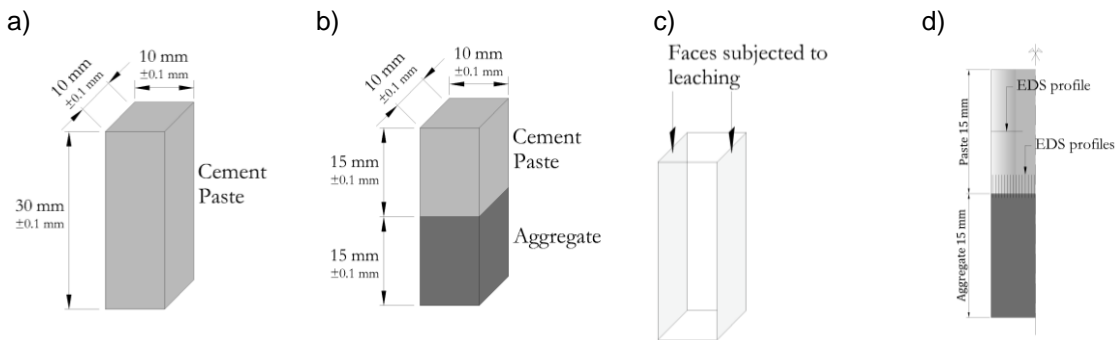 a)
10 mm
±0.1 mm
10 mm
±0.1 mm
30 mm
±0.1 mm
Cement
Paste
b)
10 mm
±0.1 mm
10 mm
±0.1 mm
15 mm
±0.1 mm
15 mm
±0.1 mm
Cement
Paste
Aggregate
c)
Faces subjected to
leaching
d)
Paste 15 mm
Aggregate 15 mm
EDS profile
EDS profiles